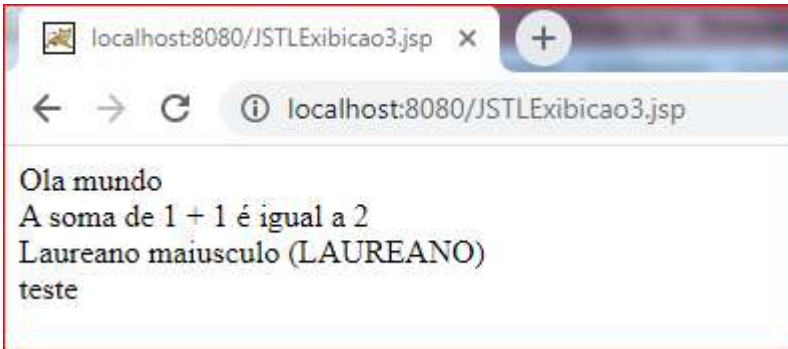 localhost:8080/JSTLExibicao3.jsp
localhost:8080/JSTLExibicao3.jsp
Ola mundo
A soma de 1 + 1 é igual a 2
Laureano maiusculo (LAUREANO)
teste